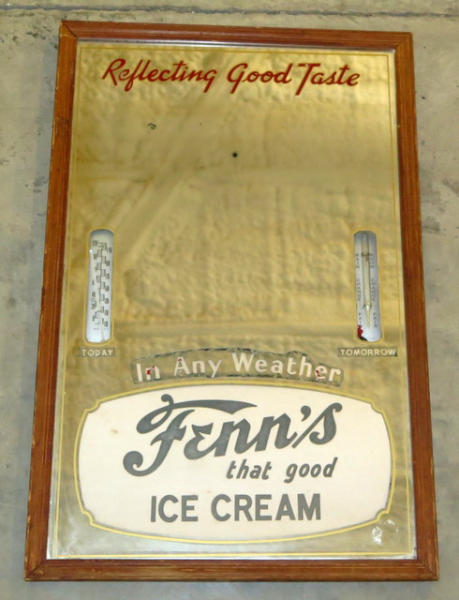 Reflecting Good Taste
TODAY
TOMORROW
In Any Weather
Fenn's
that good
ICE CREAM